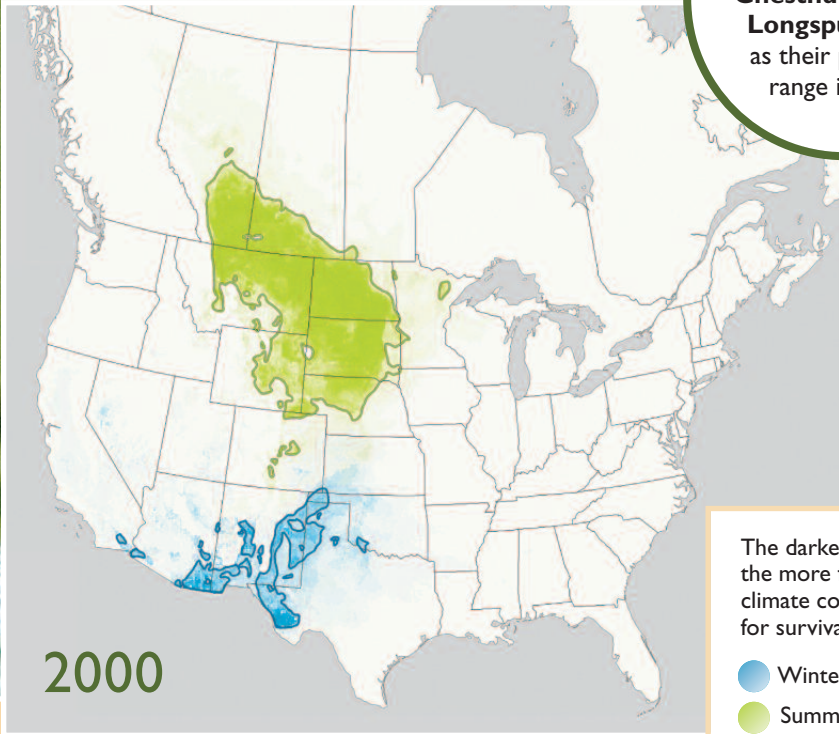 Longspu
as their
range i
2000
The darke
the more
climate co
for surviva
Winte
Summ